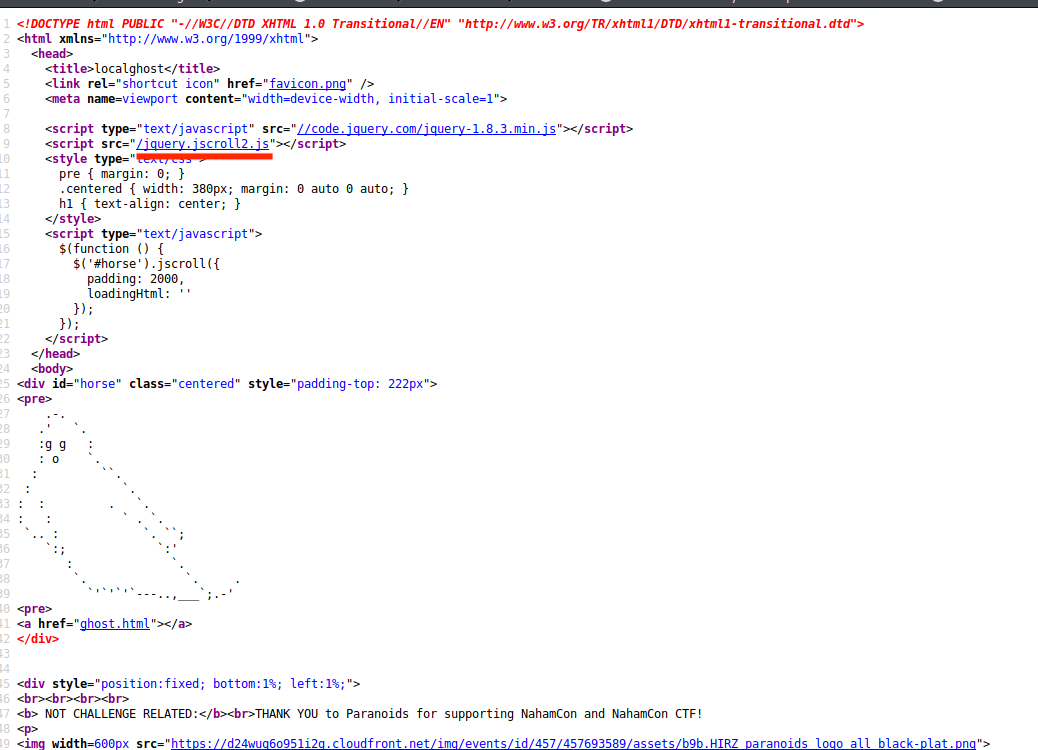 1 <!DOCTYPE html PUBLIC "-//W3C//DTD XHTML 1.0 Transitional//EN" "http://www.w3.org/TR/xhtml1/DTD/xhtml1-transitional.dtd">
2 <html xmlns="http://www.w3.org/1999/xhtml">
3   <head>
4     <title>localghost</title>
5     <link rel="shortcut icon" href="favicon.png" />
6     <meta name=viewport content="width=device-width, initial-scale=1">
7
8     <script type="text/javascript" src="//code.jquery.com/jquery-1.8.3.min.js"></script>
9     <script src="/jquery.jscroll2.js"></script>
10     <style type="text/css">
11       pre { margin: 0; }
12       .centered { width: 380px; margin: 0 auto 0 auto; }
13       h1 { text-align: center; }
14     </style>
15     <script type="text/javascript">
16       $(function () {
17         $('#horse').jscroll({
18           padding: 2000,
19           loadingHtml: ''
20         });
21       });
22     </script>
23   </head>
24   <body>
25 <div id="horse" class="centered" style="padding-top: 222px">
26 <pre>
27     .-.
28    .'   `.
29    :g g   :
30    : o    `.
31   :         ``.
32  :             `.
33 :  :         .   `.
34 :   :          ` . `.
35  `.. :            `. ``;
36     `:;             `:'
37        :              `.
38         `.              `.     .
39           `'`'`'`---..,___`;.-'
40 <pre>
41 <a href="ghost.html"></a>
42 </div>
43
44
45 <div style="position:fixed; bottom:1%; left:1%;">
46 <br><br><br><br>
47 <b> NOT CHALLENGE RELATED:</b><br>THANK YOU to Paranoids for supporting NahamCon and NahamCon CTF!
48 <p>
49 <img width=600px src="https://d24wuq6o951i2g.cloudfront.net/img/events/id/457/457693589/assets/b9b.HIRZ_paranoids_logo_all_black-plat.png">